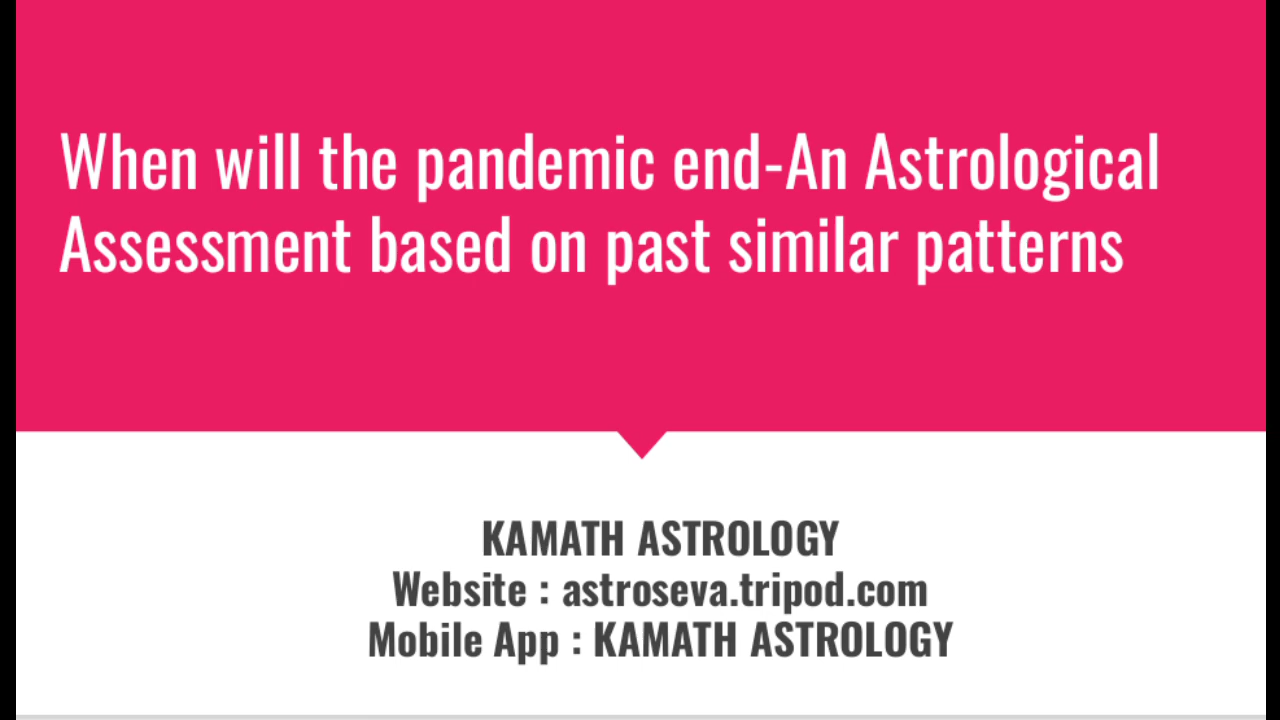 When will the pandemic end-An Astrological
Assessment based on past similar patterns
KAMATH ASTROLOGY
Website : astroseva.tripod.com
Mobile App : KAMATH ASTROLOGY